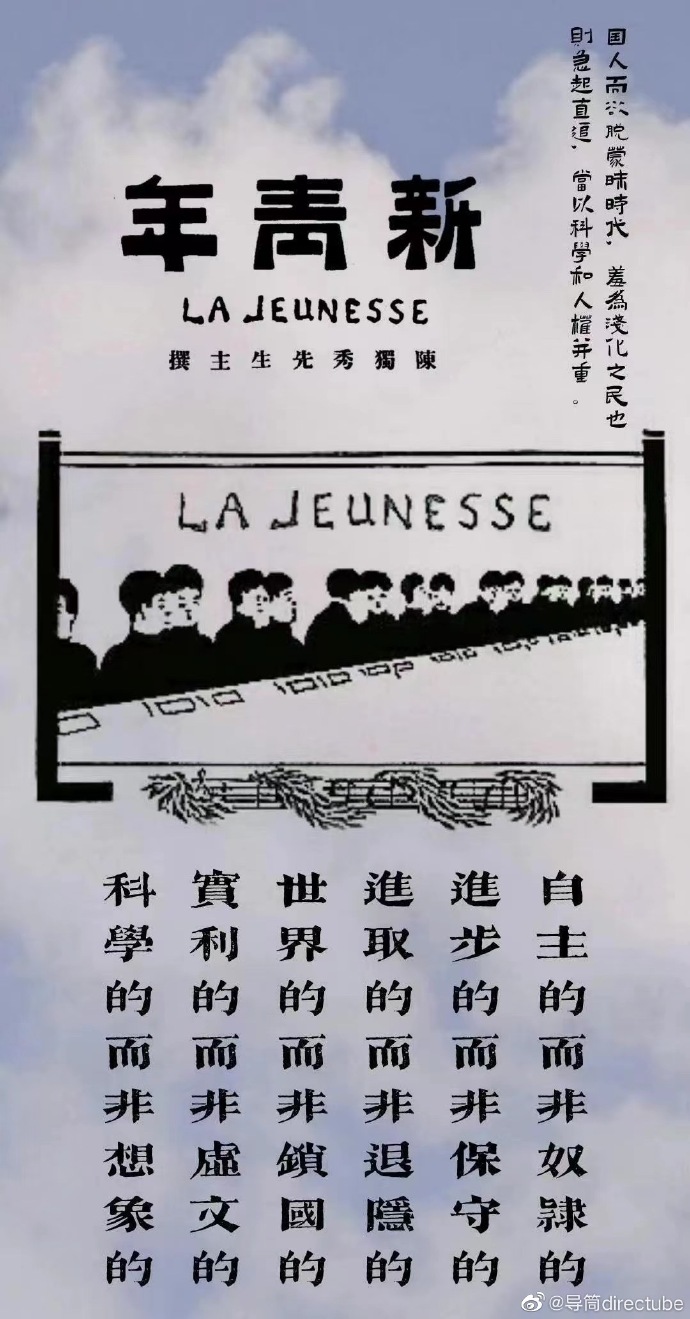 国人而欲脱蒙昧時代，羞為淺化之民也
則急起直追，當以科學和人權并重。
新青年
LA JEUNESSE
陳獨秀先生主撰
LA JEUNESSE
自主的而非奴隸的
進步的而非保守的
進取的而非退隱的
世界的而非鎖國的
實利的而非虛文的
科學的而非想象的
@导筒directube